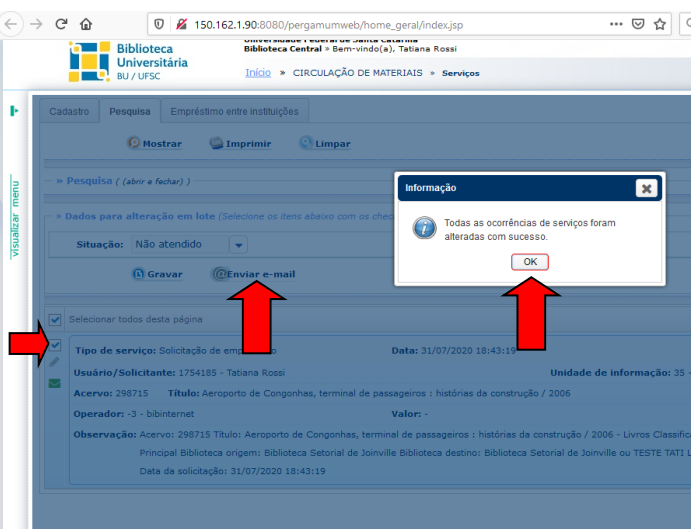 150.162.1.90:8080/pergamumweb/home_geral/index.jsp
Universidade Federal de Santa Catarina
Biblioteca Central » Bem-vindo(a), Tatiana Rossi
Biblioteca
Universitária
BU / UFSC
Início » CIRCULAÇÃO DE MATERIAIS » Serviços
visualizar menu
Cadastro Pesquisa Empréstimo entre instituições
Mostrar Imprimir Limpar
» Pesquisa ( (abrir e fechar) )
Informação
Todas as ocorrências de serviços foram
alteradas com sucesso.
OK
» Dados para alteração em lote (Selecione os itens abaixo com os chec
Situação: Não atendido
Gravar @Enviar e-mail
Selecionar todos desta página
Tipo de serviço: Solicitação de emp Data: 31/07/2020 18:43:19
Usuário/Solicitante: 1754185 - Tatiana Rossi Unidade de informação: 35 -
Acervo: 298715 Título: Aeroporto de Congonhas, terminal de passageiros : histórias da construção / 2006
Operador: -3 - bibinternet Valor: -
Observação: Acervo: 298715 Título: Aeroporto de Congonhas, terminal de passageiros : histórias da construção / 2006 - Livros Classific
Principal Biblioteca origem: Biblioteca Setorial de Joinville Biblioteca destino: Biblioteca Setorial de Joinville ou TESTE TATI L
Data da solicitação: 31/07/2020 18:43:19